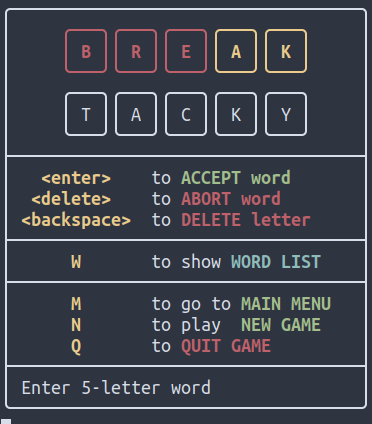 B R E A K
T A C K Y
<enter> to ACCEPT word
<delete> to ABORT word
<backspace> to DELETE letter
W to show WORD LIST
M to go to MAIN MENU
N to play NEW GAME
Q to QUIT GAME
Enter 5-letter word